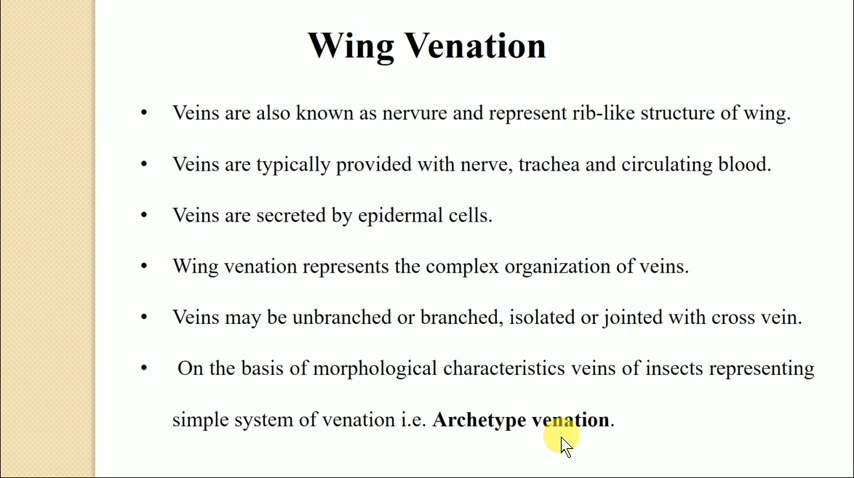 Wing Venation
• Veins are also known as nervure and represent rib-like structure of wing.
• Veins are typically provided with nerve, trachea and circulating blood.
• Veins are secreted by epidermal cells.
• Wing venation represents the complex organization of veins.
• Veins may be unbranched or branched, isolated or jointed with cross vein.
• On the basis of morphological characteristics veins of insects representing
simple system of venation i.e. Archetype venation.